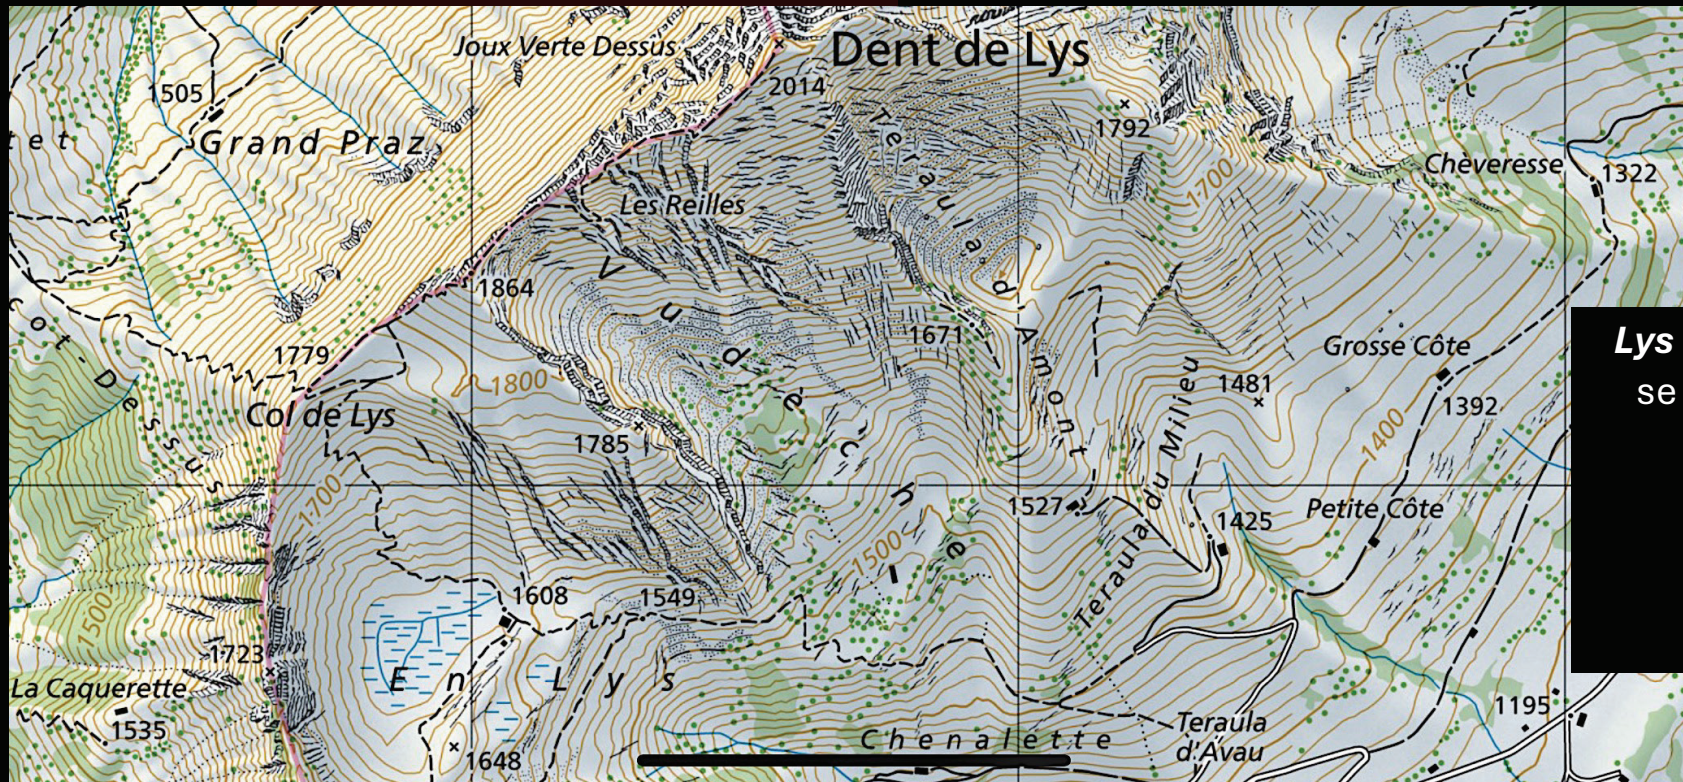 Joux Verte Dessus
Dent de Lys
2014
1505
tet
Grand Praz
1792
1700
Chèveresse
1322
Les Reilles
Teraula d'Amont
1864
Vudèche
1671
Lys
se
cot-Dessus
1779
1800
Grosse Côte
1481
1392
Col de Lys
1785
1400
Teraula du Milieu
1700
1527
1425
Petite Côte
1500
1608
1549
1500
1723
La Caquerette
En Lys
1535
1195
Teraula
d'Avau
Chenalette
1648